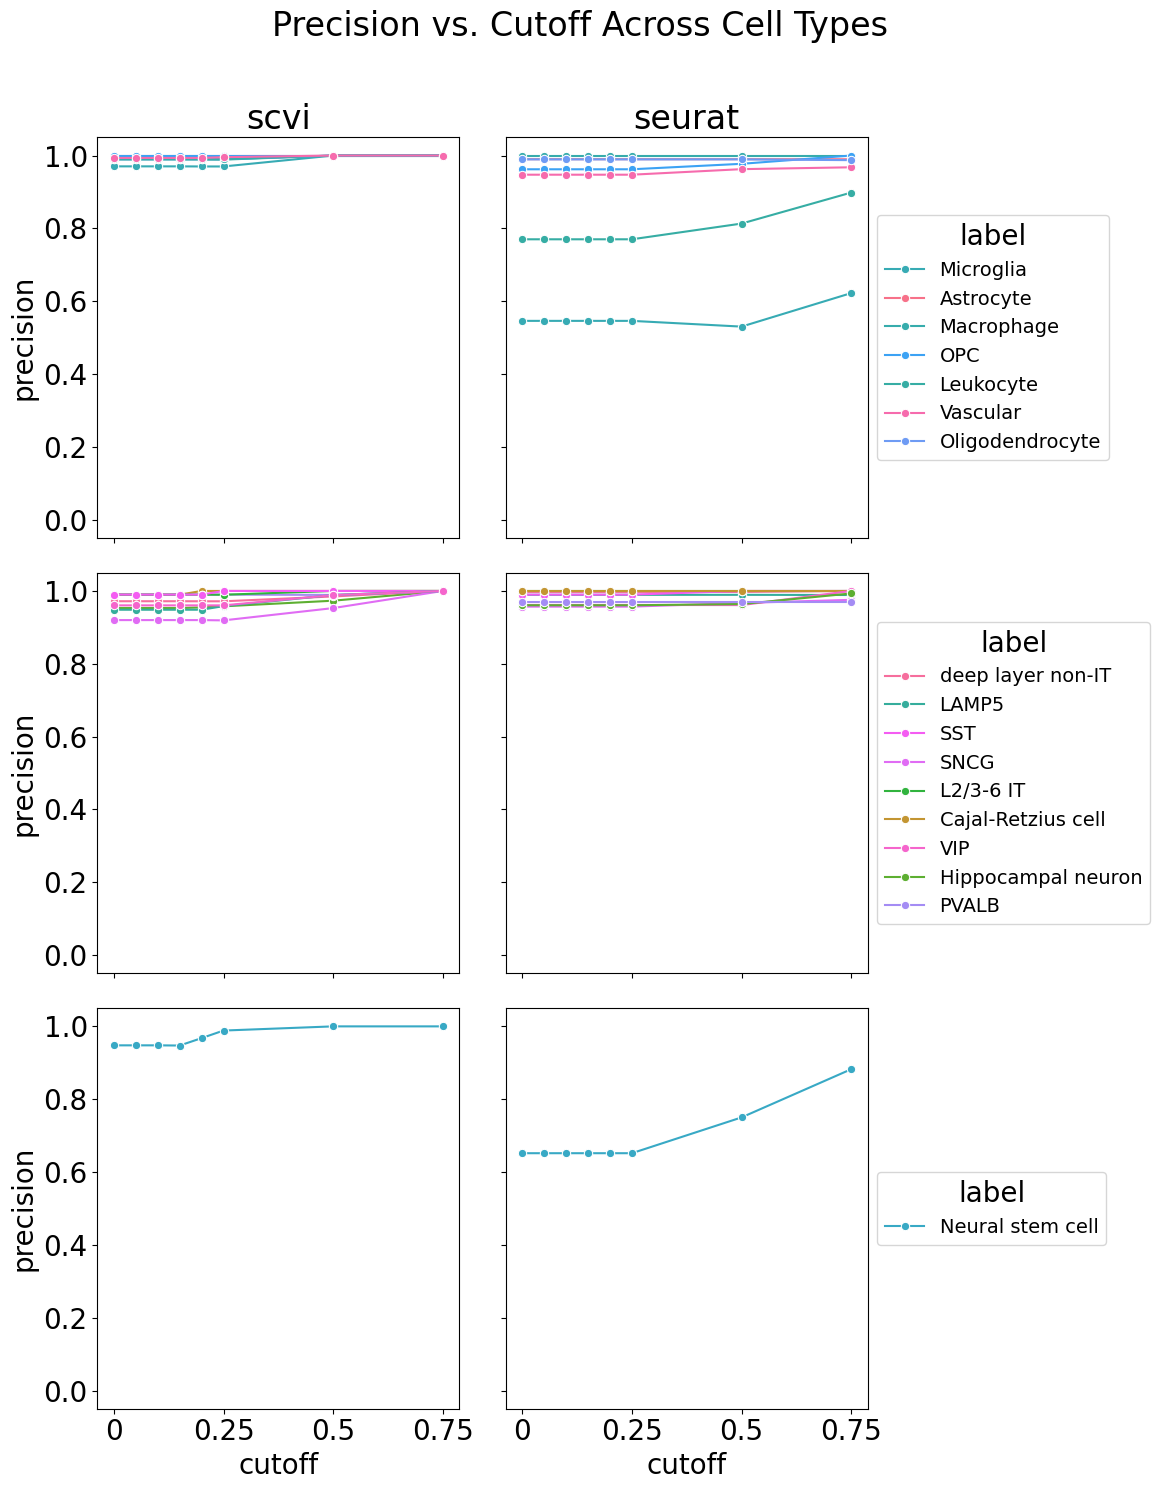 Precision vs. Cutoff Across Cell Types
scvi
seurat
precision
1.0
0.8
0.6
0.4
0.2
0.0
label
Microglia
Astrocyte
Macrophage
OPC
Leukocyte
Vascular
Oligodendrocyte
precision
1.0
0.8
0.6
0.4
0.2
0.0
label
deep layer non-IT
LAMP5
SST
SNCG
L2/3-6 IT
Cajal-Retzius cell
VIP
Hippocampal neuron
PVALB
precision
1.0
0.8
0.6
0.4
0.2
0.0
label
Neural stem cell
0 0.25 0.5 0.75
cutoff
0 0.25 0.5 0.75
cutoff